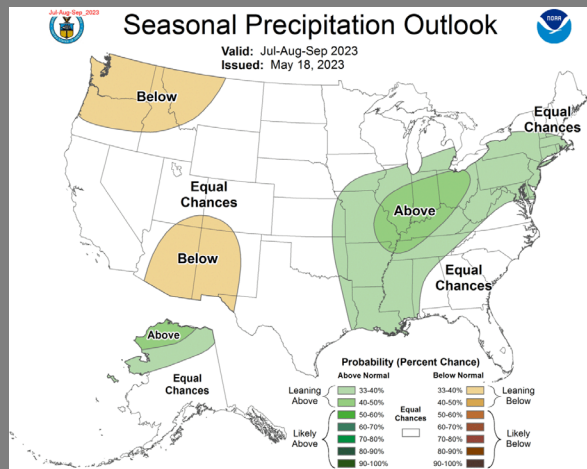 Jul-Aug-Sep_2023
Seasonal Precipitation Outlook
NOAA
Valid: Jul-Aug-Sep 2023
Issued: May 18, 2023
Below
Equal
Chances
Equal
Chances
Above
Below
Equal
Chances
Above
Equal
Chances
Probability (Percent Chance)
Above Normal Below Normal
Leaning
Above
33-40%
40-50%
Likely
Above
50-60%
60-70%
70-80%
80-90%
90-100%
Equal
Chances
33-40%
40-50%
Leaning
Below
50-60%
60-70%
70-80%
80-90%
90-100%
Likely
Below